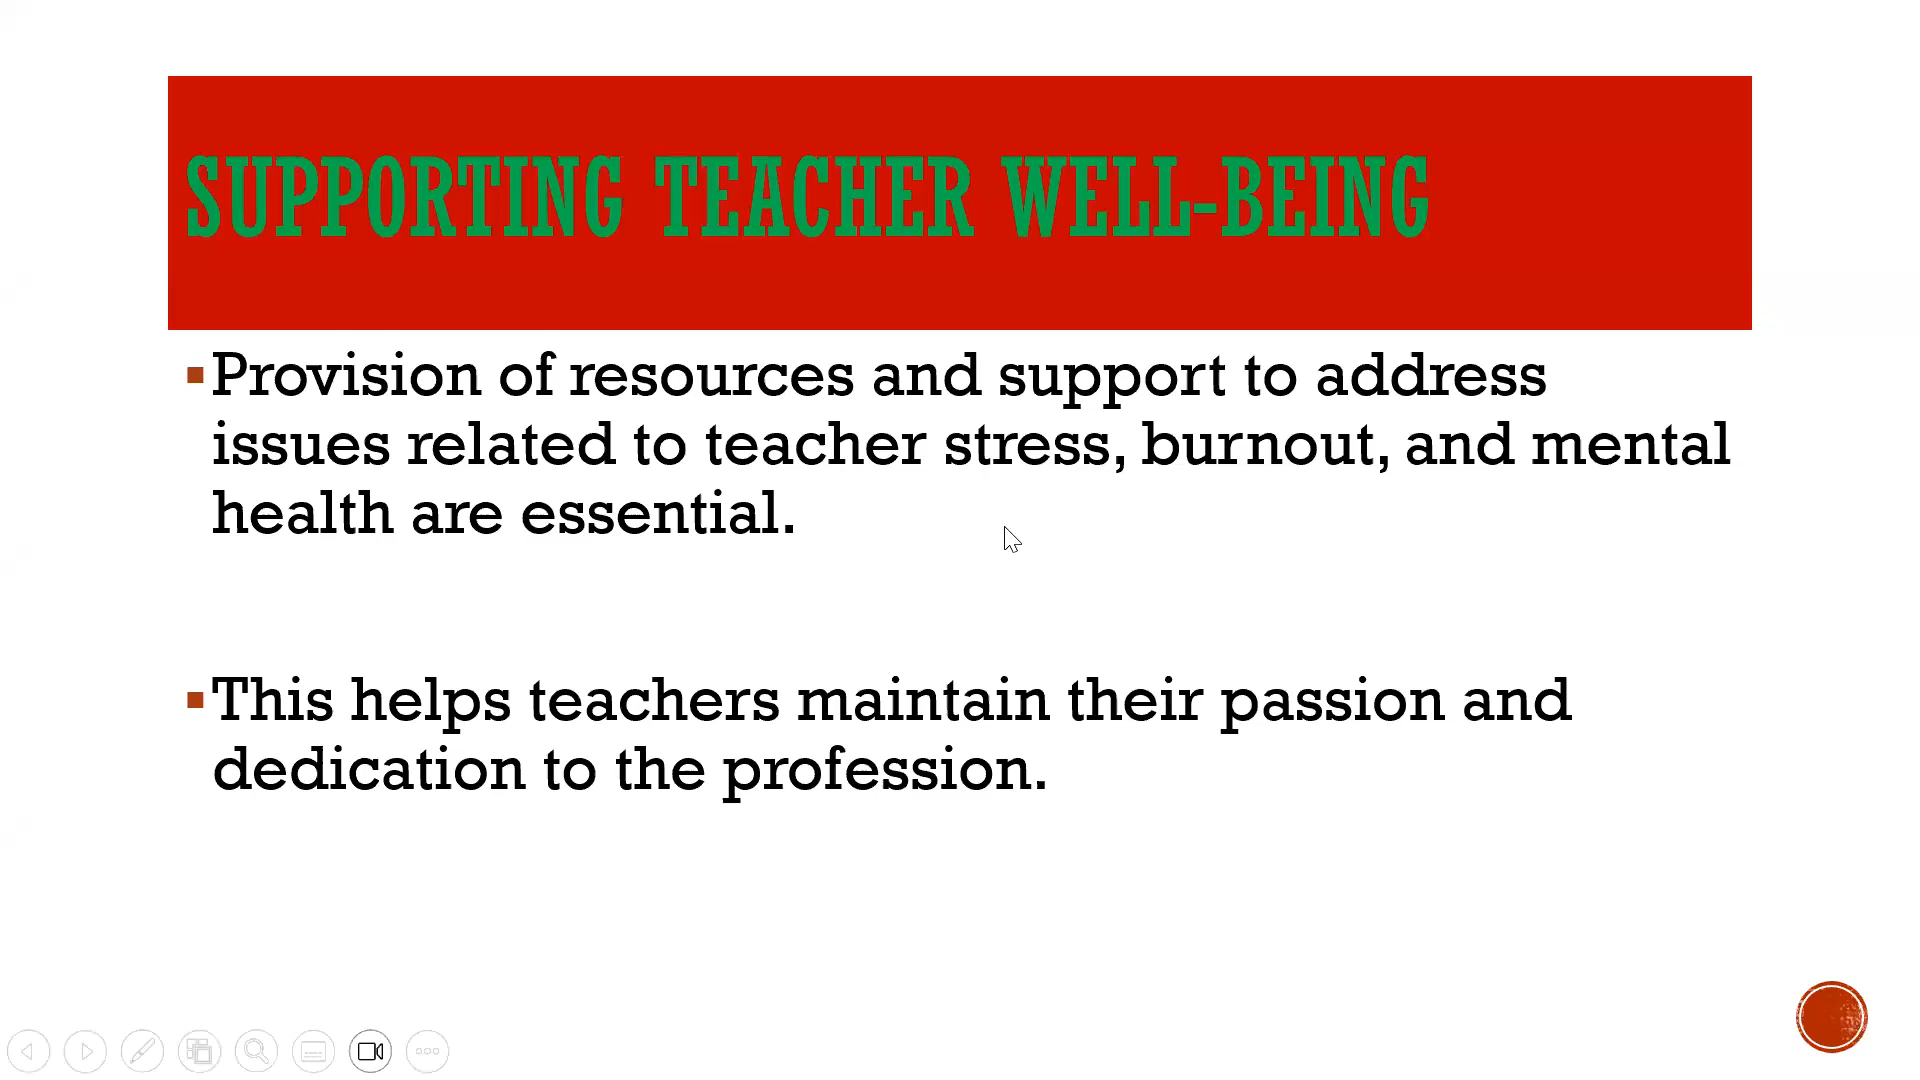 SUPPORTING TEACHER WELL-BEING
▪Provision of resources and support to address
issues related to teacher stress, burnout, and mental
health are essential.
▪This helps teachers maintain their passion and
dedication to the profession.